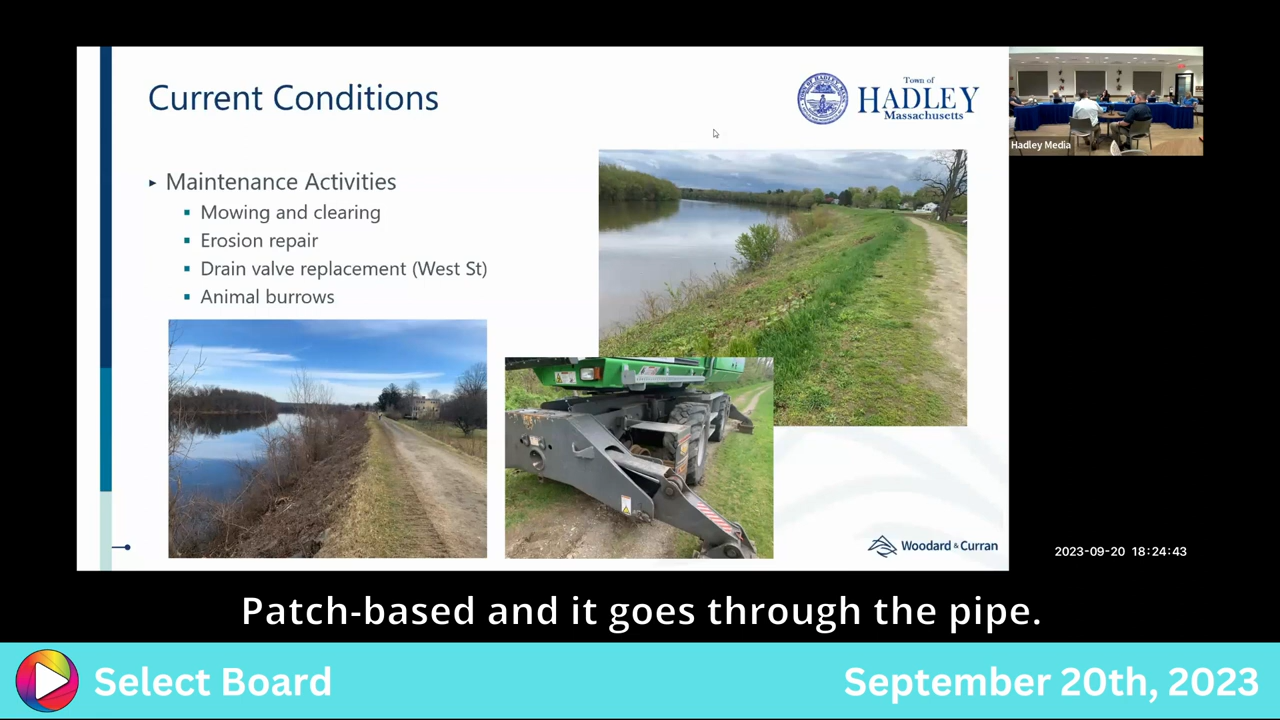 Current Conditions
Town of
HADLEY
Massachusetts
Maintenance Activities
Mowing and clearing
Erosion repair
Drain valve replacement (West St)
Animal burrows
Hadley Media
Woodard & Curran
2023-09-20 18:24:43
Patch-based and it goes through the pipe.
Select Board
September 20th, 2023